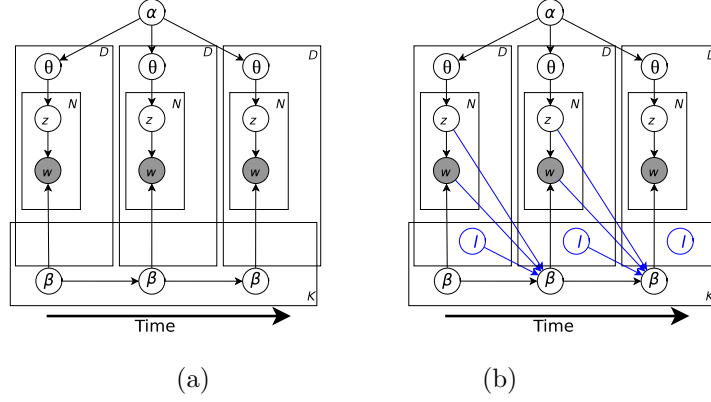 α α
D D D D D D
θ θ θ θ θ θ
N N N N N N
z z z z z z
w w w w w w
l l l
β β β β β β
K K
Time Time
(a) (b)